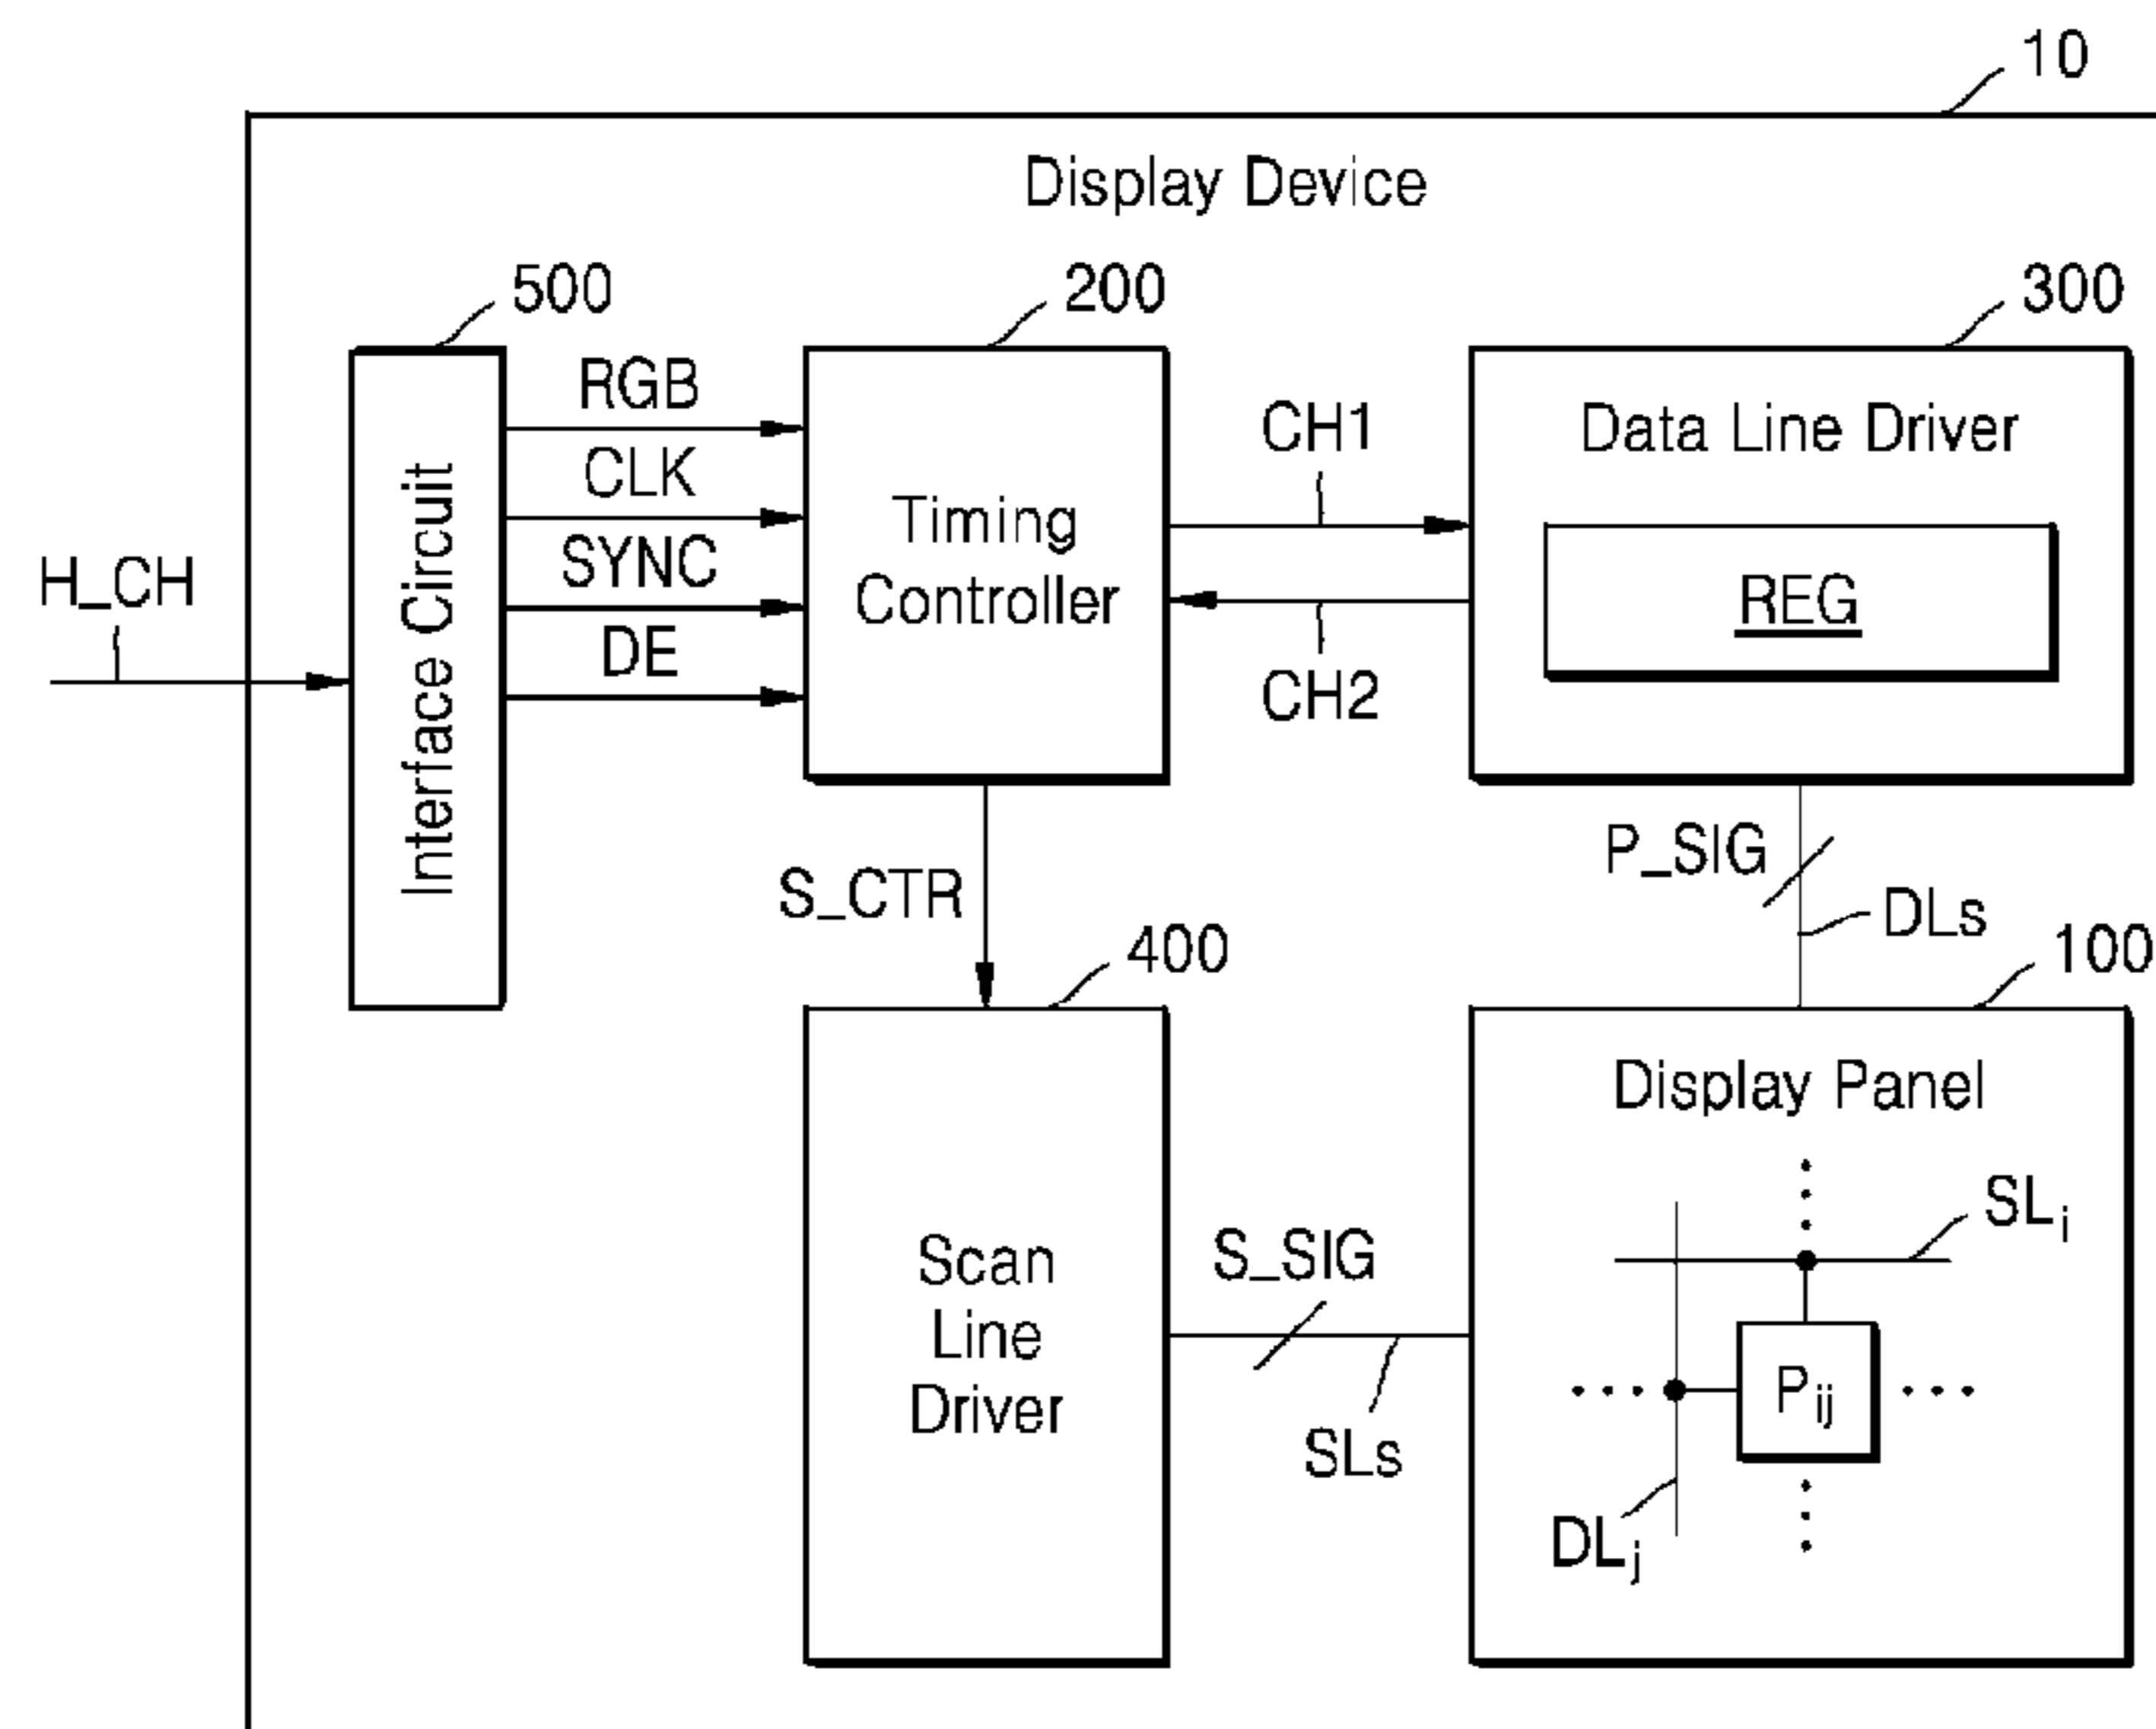 10
Display Device
500
200
300
RGB
CLK
SYNC
DE
H_CH
Interface Circuit
Timing
Controller
CH1
CH2
Data Line Driver
REG
S_CTR
P_SIG
DLs
400
100
Scan
Line
Driver
S_SIG
SLs
Display Panel
SLi
Pij
DLj